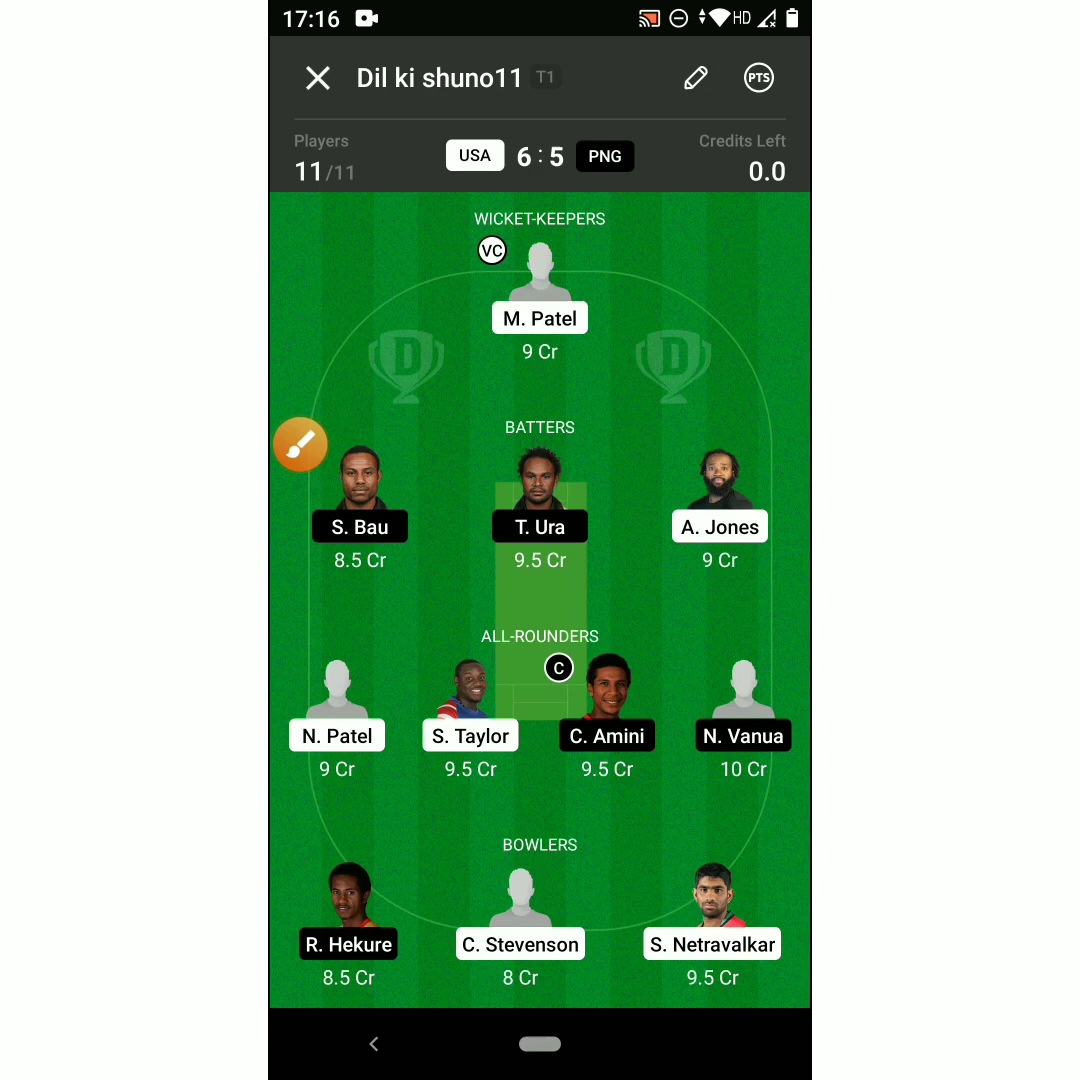 17:16 HD
Dil ki shuno11 T1 PTS
Players Credits Left
11/11 USA 6 : 5 PNG 0.0
WICKET-KEEPERS
VC
M. Patel
9 Cr
D D
BATTERS
S. Bau T. Ura A. Jones
8.5 Cr 9.5 Cr 9 Cr
ALL-ROUNDERS
C
N. Patel S. Taylor C. Amini N. Vanua
9 Cr 9.5 Cr 9.5 Cr 10 Cr
BOWLERS
R. Hekure C. Stevenson S. Netravalkar
8.5 Cr 8 Cr 9.5 Cr